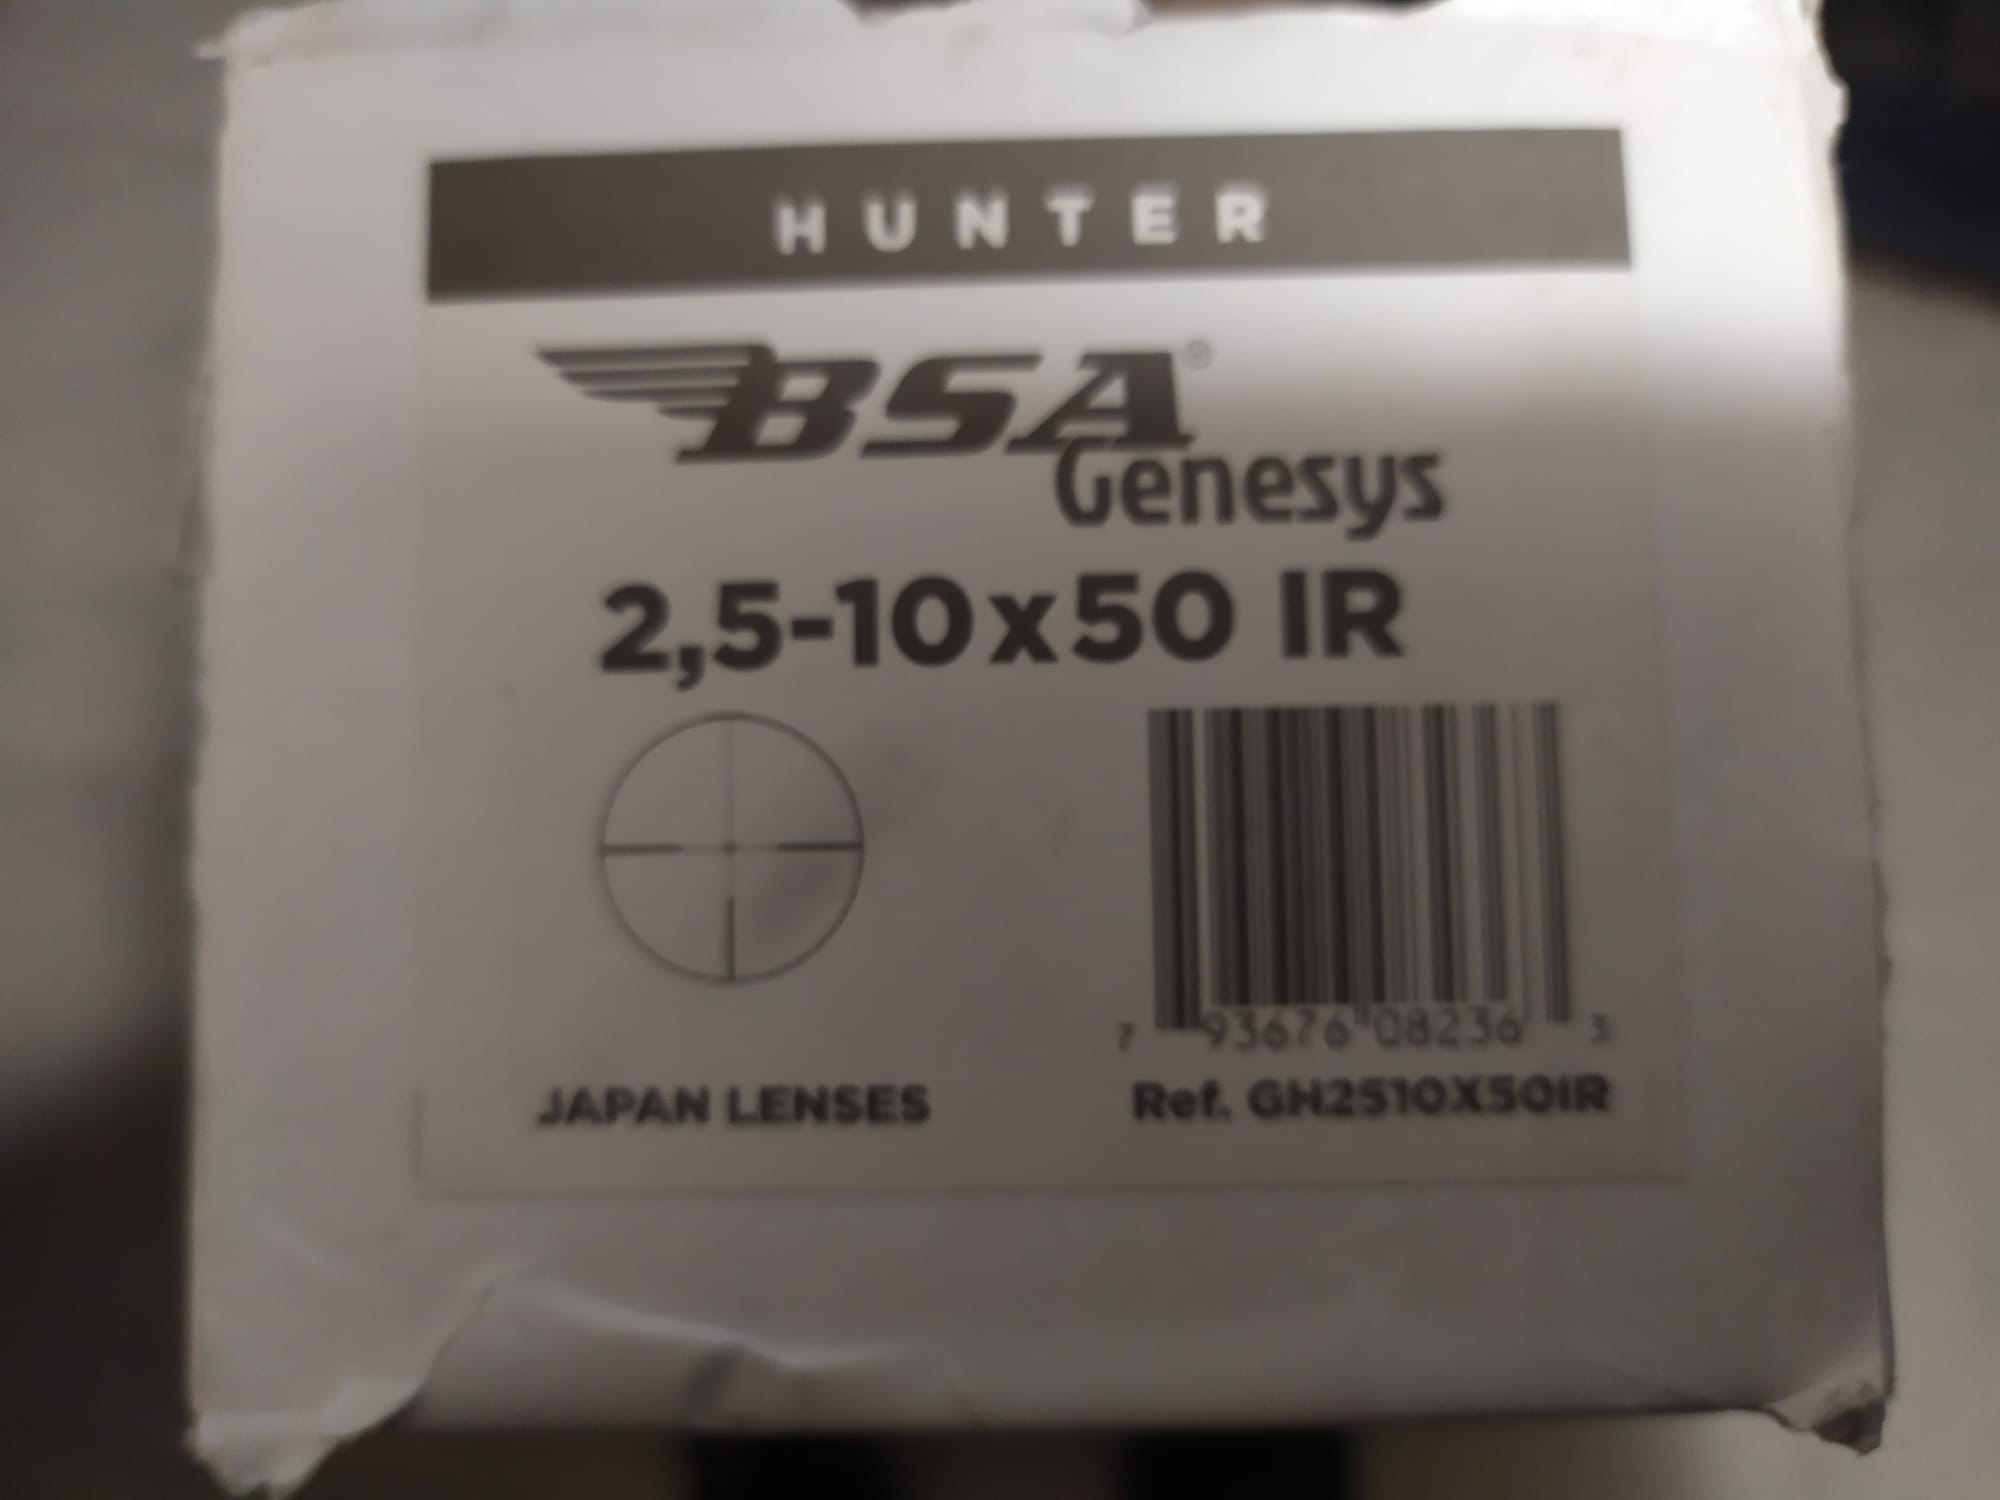 HUNTER
BSA®
Genesys
2,5-10x50 IR
7 93676 08236 3
JAPAN LENSES
Ref. GH2510X50IR